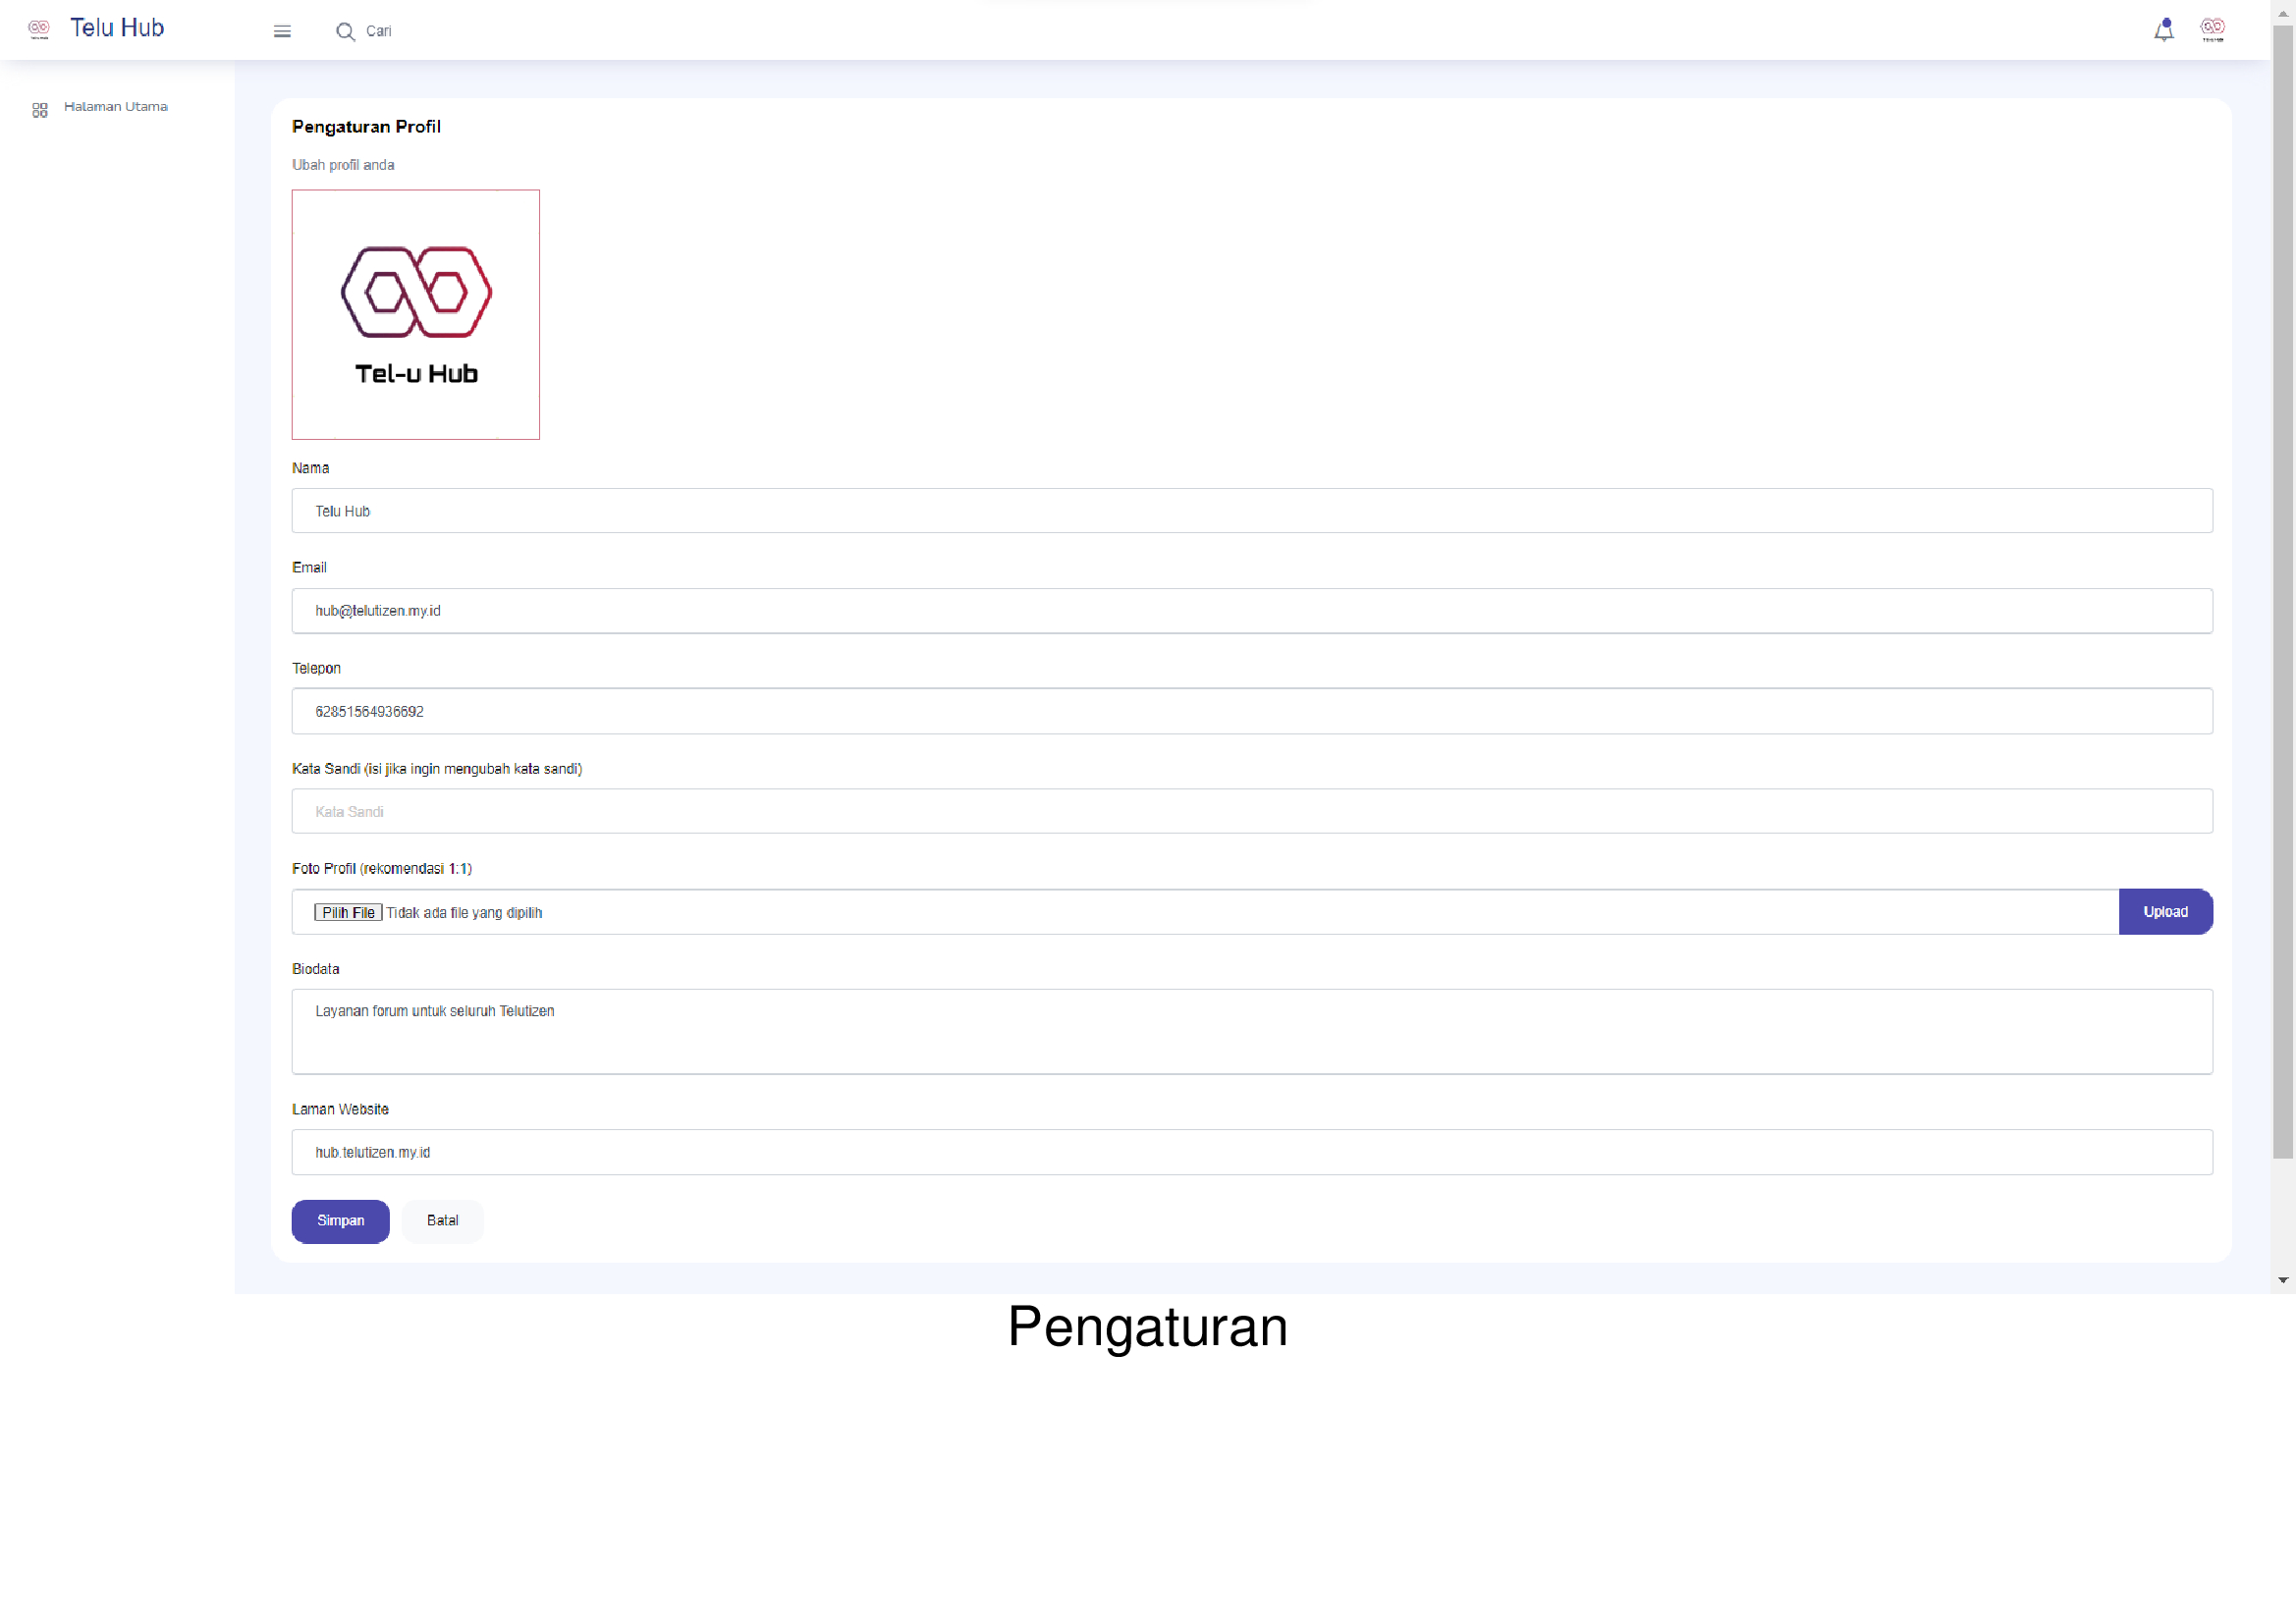 Telu Hub
Cari
Halaman Utama
Pengaturan Profil
Ubah profil anda
Tel-u Hub
Nama
Telu Hub
Email
hub@telutizen.my.id
Telepon
62851564936692
Kata Sandi (isi jika ingin mengubah kata sandi)
Kata Sandi
Foto Profil (rekomendasi 1:1)
Pilih File Tidak ada file yang dipilih
Upload
Biodata
Layanan forum untuk seluruh Telutizen
Laman Website
hub.telutizen.my.id
Simpan Batal
Pengaturan